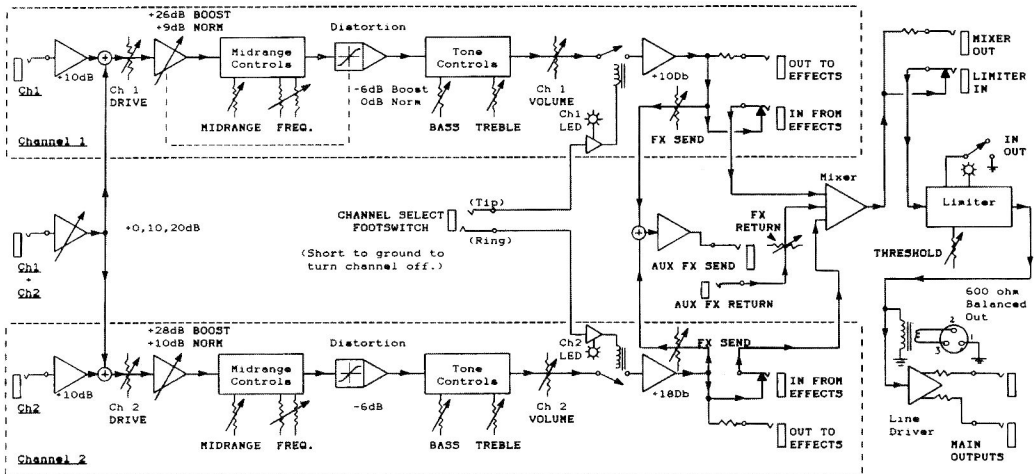 +26dB BOOST
+9dB NORM
Midrange
Controls
Distortion
Tone
Controls
+10dB
Ch1
Ch 1
DRIVE
MIDRANGE FREQ.
-6dB Boost
0dB Norm
BASS TREBLE
Ch 1
VOLUME
Ch1
LED
+10Db
OUT TO
EFFECTS
IN FROM
EFFECTS
FX SEND
Channel 1
MIXER
OUT
LIMITER
IN
IN
OUT
Mixer
Limiter
THRESHOLD
+0,10,20dB
Ch1
+
Ch2
CHANNEL SELECT
FOOTSWITCH
(Tip)
(Ring)
(Short to ground to
turn channel off.)
FX
RETURN
AUX FX SEND
AUX FX RETURN
600 ohm
Balanced
Out
2
1
3
+28dB BOOST
+10dB NORM
Midrange
Controls
Distortion
Tone
Controls
+10dB
Ch2
Ch 2
DRIVE
MIDRANGE FREQ.
-6dB
BASS TREBLE
Ch 2
VOLUME
Ch2
LED
+18Db
FX SEND
IN FROM
EFFECTS
OUT TO
EFFECTS
Channel 2
Line
Driver
MAIN
OUTPUTS